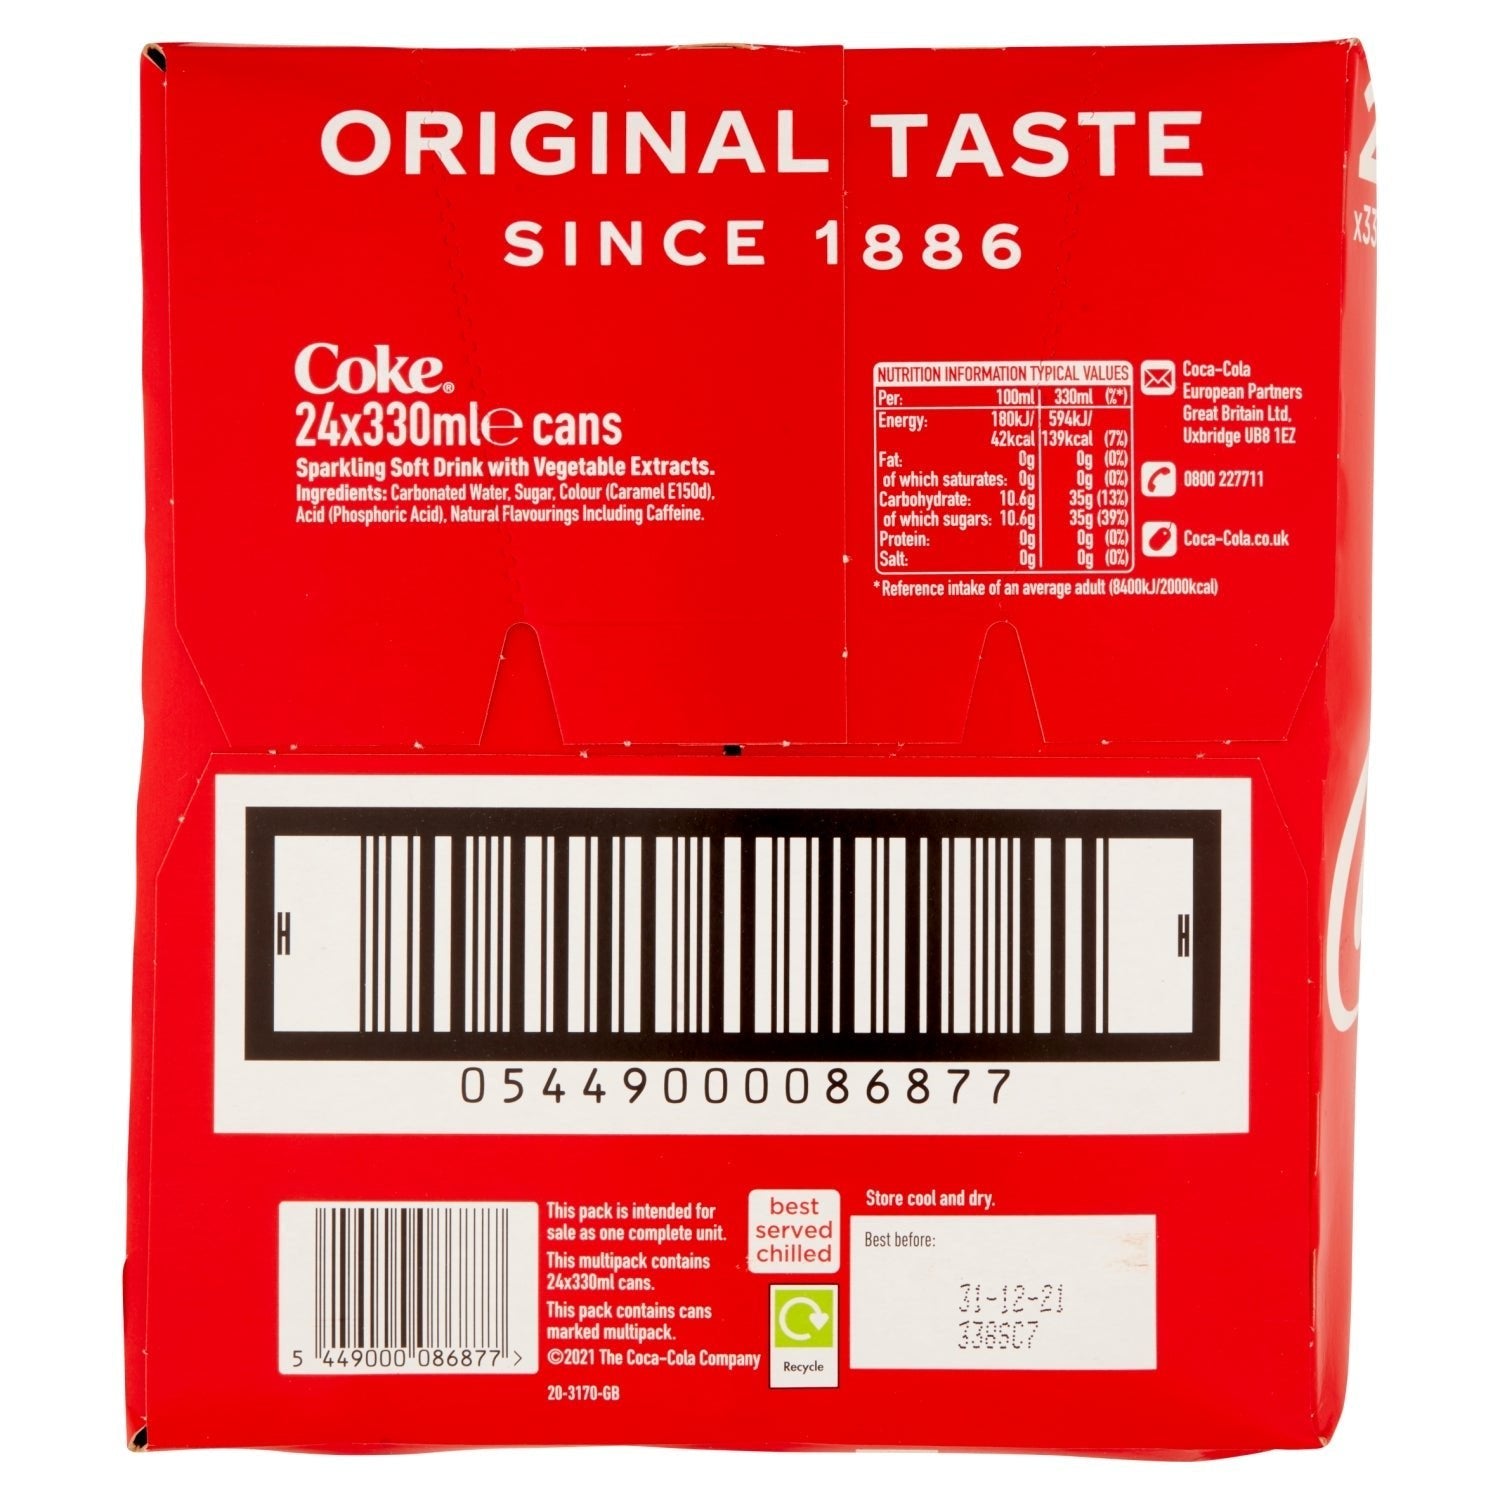 ORIGINAL TASTE
SINCE 1886
Coke®
24x330ml℮ cans
Sparkling Soft Drink with Vegetable Extracts.
Ingredients: Carbonated Water, Sugar, Colour (Caramel E150d),
Acid (Phosphoric Acid), Natural Flavourings Including Caffeine.
NUTRITION INFORMATION TYPICAL VALUES
Per: 100ml 330ml (%*)
Energy: 180kJ/ 594kJ/
42kcal 139kcal (7%)
Fat: 0g 0g (0%)
of which saturates: 0g 0g (0%)
Carbohydrate: 10.6g 35g (13%)
of which sugars: 10.6g 35g (39%)
Protein: 0g 0g (0%)
Salt: 0g 0g (0%)
*Reference intake of an average adult (8400kJ/2000kcal)
Coca-Cola
European Partners
Great Britain Ltd,
Uxbridge UB8 1EZ
0800 227711
Coca-Cola.co.uk
H H
05449000086877
5 449000 086877 >
This pack is intended for
sale as one complete unit.
This multipack contains
24x330ml cans.
This pack contains cans
marked multipack.
©2021 The Coca-Cola Company
20-3170-GB
best
served
chilled
Recycle
Store cool and dry.
Best before:
31-12-21
338SC7